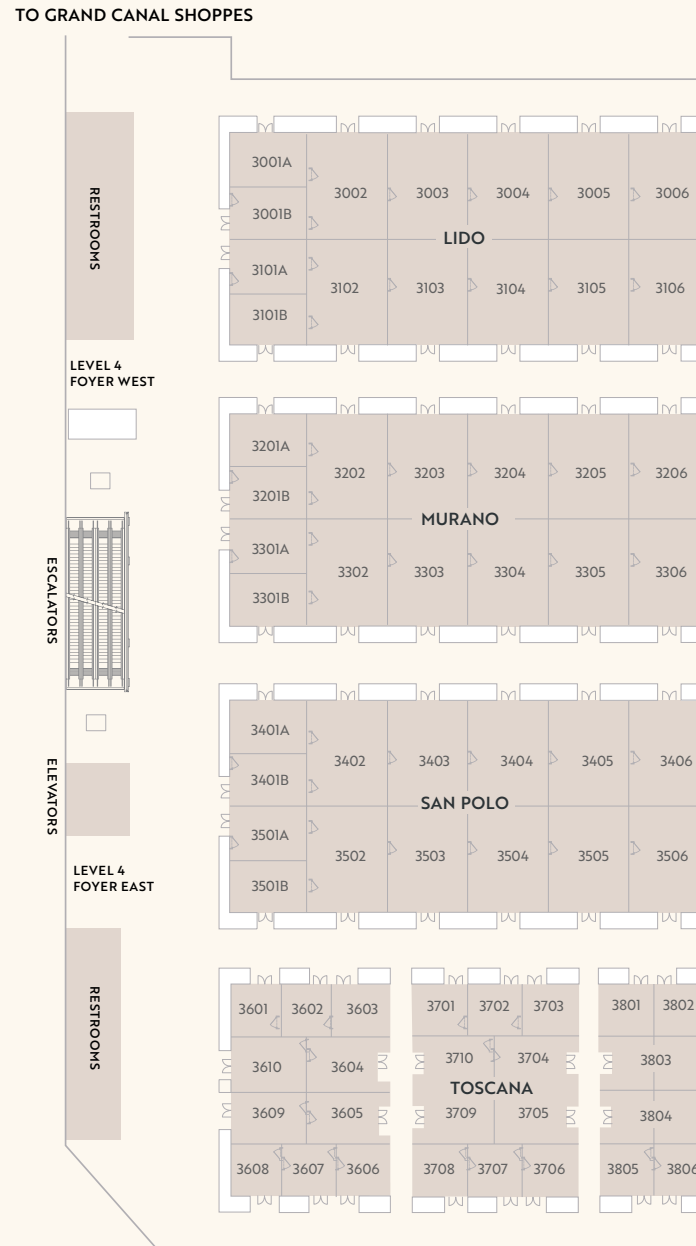 TO GRAND CANAL SHOPPES
RESTROOMS
LEVEL 4
FOYER WEST
ESCALATORS
ELEVATORS
LEVEL 4
FOYER EAST
RESTROOMS
3001A
3001B
3002
3003
3004
3005
3006
LIDO
3101A
3101B
3102
3103
3104
3105
3106
3201A
3201B
3202
3203
3204
3205
3206
MURANO
3301A
3301B
3302
3303
3304
3305
3306
3401A
3401B
3402
3403
3404
3405
3406
SAN POLO
3501A
3501B
3502
3503
3504
3505
3506
3601
3602
3603
3610
3604
3609
3605
3608
3607
3606
3701
3702
3703
3710
3704
TOSCANA
3709
3705
3708
3707
3706
3801
3802
3803
3804
3805
3806